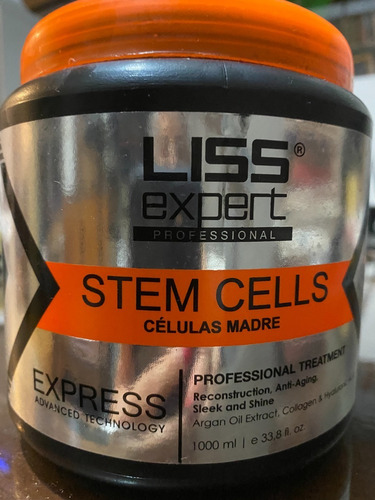 LISS®
expert
PROFESSIONAL
STEM CELLS
CÉLULAS MADRE
EXPRESS
ADVANCED TECHNOLOGY
PROFESSIONAL TREATMENT
Reconstruction, Anti-Aging,
Sleek and Shine
Argan Oil Extract, Collagen &
1000 ml | e 33.8 fl. oz